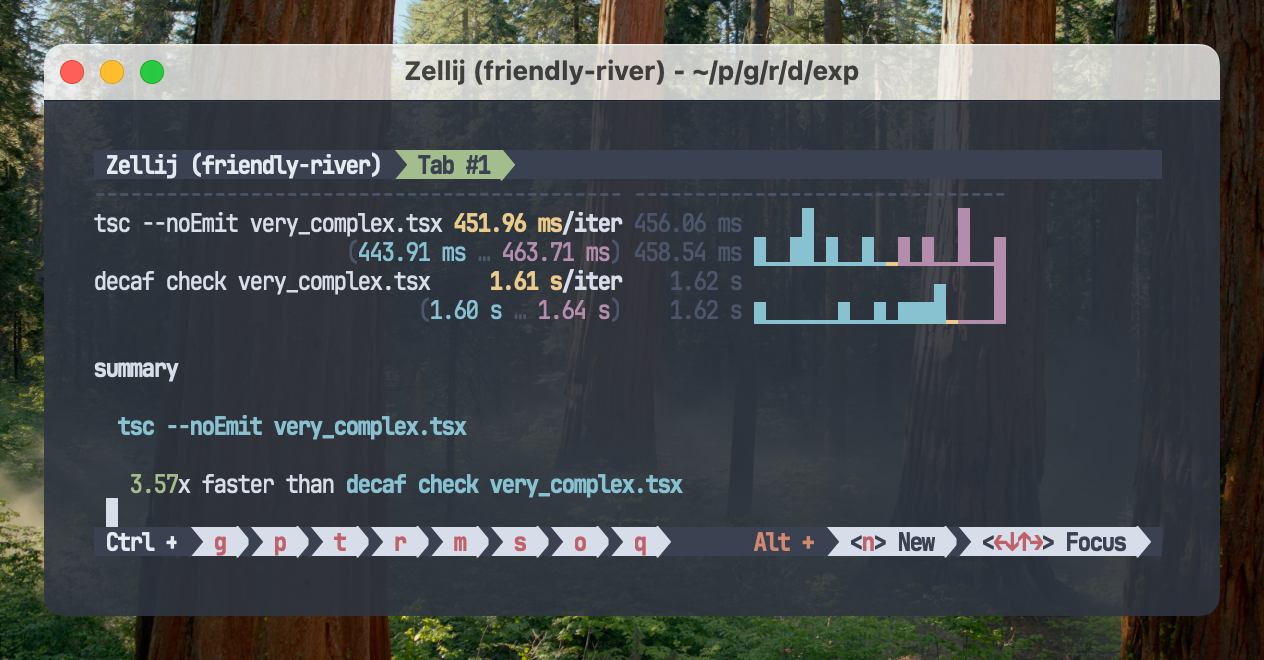 Zellij (friendly-river) - ~/p/g/r/d/exp
Zellij (friendly-river) Tab #1
-------------------------------------------- -------------------------------
tsc --noEmit very_complex.tsx 451.96 ms/iter 456.06 ms
(443.91 ms … 463.71 ms) 458.54 ms
decaf check very_complex.tsx 1.61 s/iter 1.62 s
(1.60 s … 1.64 s) 1.62 s
summary
tsc --noEmit very_complex.tsx
3.57x faster than decaf check very_complex.tsx
Ctrl + g p t r m s o q Alt + <n> New <←↓↑→> Focus